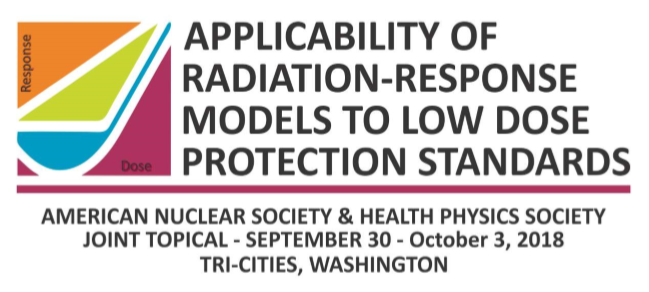 Response
Dose
APPLICABILITY OF
RADIATION-RESPONSE
MODELS TO LOW DOSE
PROTECTION STANDARDS
AMERICAN NUCLEAR SOCIETY & HEALTH PHYSICS SOCIETY
JOINT TOPICAL - SEPTEMBER 30 - October 3, 2018
TRI-CITIES, WASHINGTON